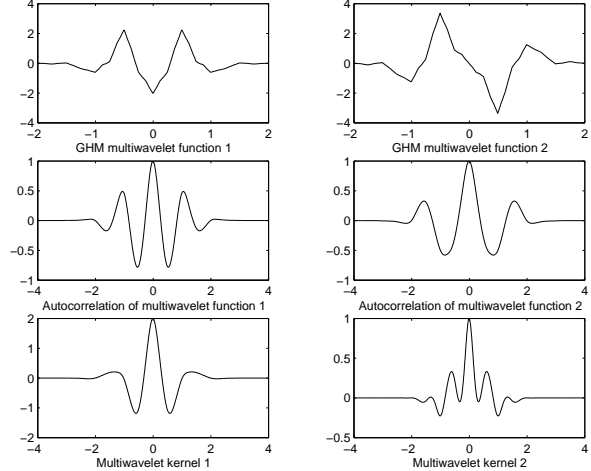 4
2
0
−2
−4
−2 −1 0 1 2
GHM multiwavelet function 1
4
2
0
−2
−4
−2 −1 0 1 2
GHM multiwavelet function 2
1
0.5
0
−0.5
−1
−4 −2 0 2 4
Autocorrelation of multiwavelet function 1
1
0.5
0
−0.5
−1
−4 −2 0 2 4
Autocorrelation of multiwavelet function 2
2
1
0
−1
−2
−4 −2 0 2 4
Multiwavelet kernel 1
1
0.5
0
−0.5
−4 −2 0 2 4
Multiwavelet kernel 2